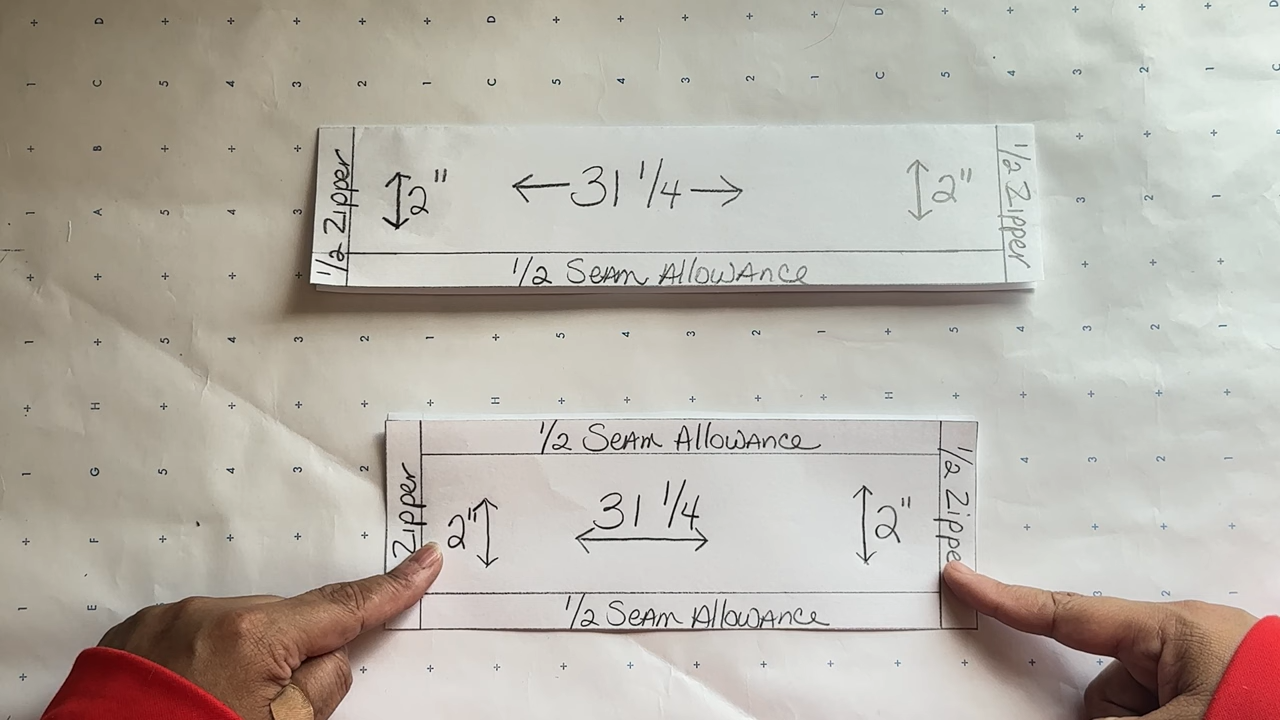 1/2 Zipper
2"
31 1/4
2"
1/2 Zipper
1/2 Seam Allowance
1/2 Seam Allowance
Zipper
2"
31 1/4
2"
1/2 Zippe
1/2 Seam Allowance